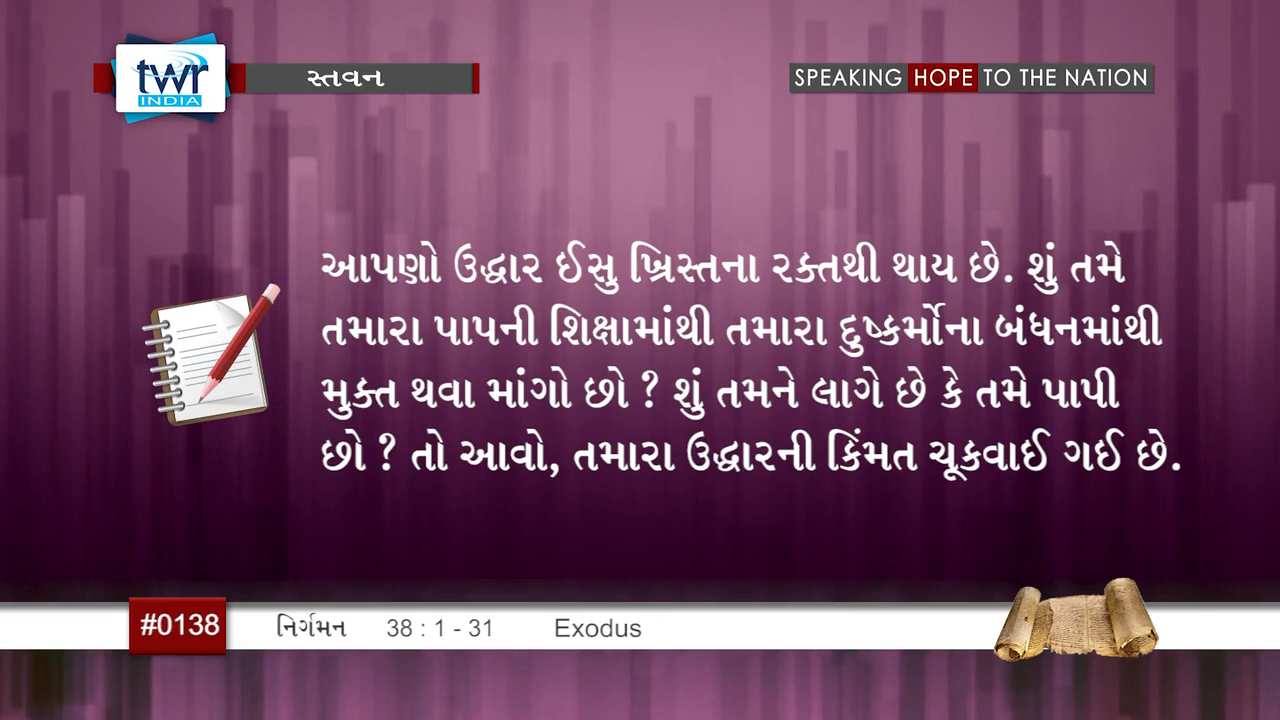 twr
INDIA
સ્તવન
SPEAKING HOPE TO THE NATION
આપણો ઉદ્ધાર ઈસુ ખ્રિસ્તના રક્તથી થાય છે. શું તમે
તમારા પાપની શિક્ષામાંથી તમારા દુષ્કર્મોના બંધનમાંથી
મુક્ત થવા માંગો છો ? શું તમને લાગે છે કે તમે પાપી
છો ? તો આવો, તમારા ઉદ્ધારની કિંમત ચૂકવાઈ ગઈ છે.
#0138 નિર્ગમન 38 : 1 - 31 Exodus